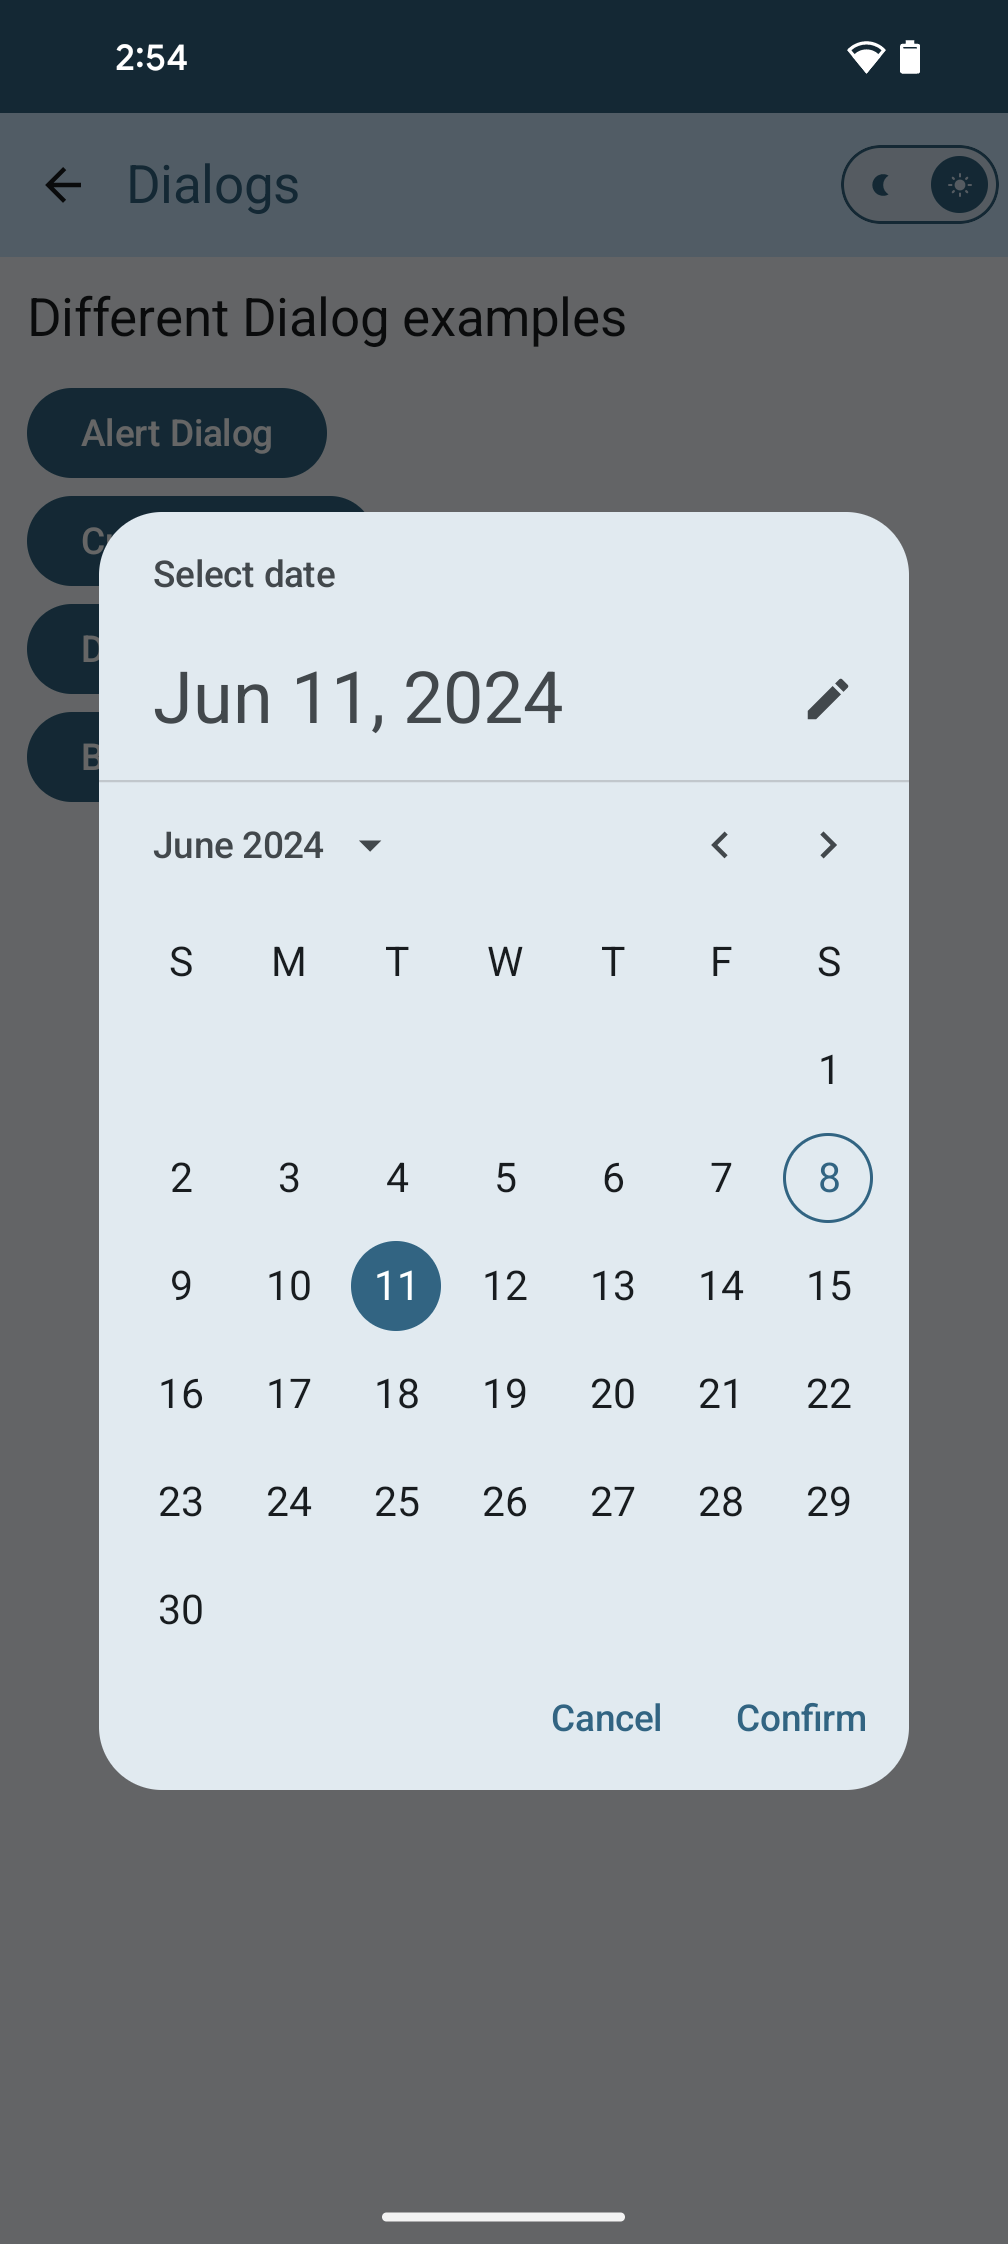 2:54
Dialogs
Different Dialog examples
Alert Dialog
Select date
Jun 11, 2024
June 2024
S M T W T F S
1
2 3 4 5 6 7 8
9 10 11 12 13 14 15
16 17 18 19 20 21 22
23 24 25 26 27 28 29
30
Cancel Confirm